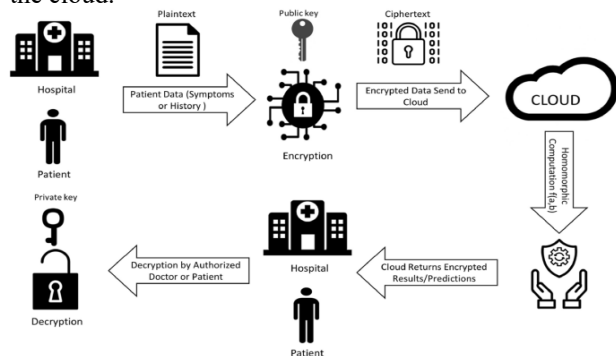 the cloud.
Plaintext
Public key
Ciphertext
Hospital
Patient Data (Symptoms
or History )
Encrypted Data Send to
Cloud
CLOUD
Encryption
Patient
Homomorphic
Computation f(a,b)
Private key
Decryption by Authorized
Doctor or Patient
Hospital
Cloud Returns Encrypted
Results/Predictions
Decryption
Patient